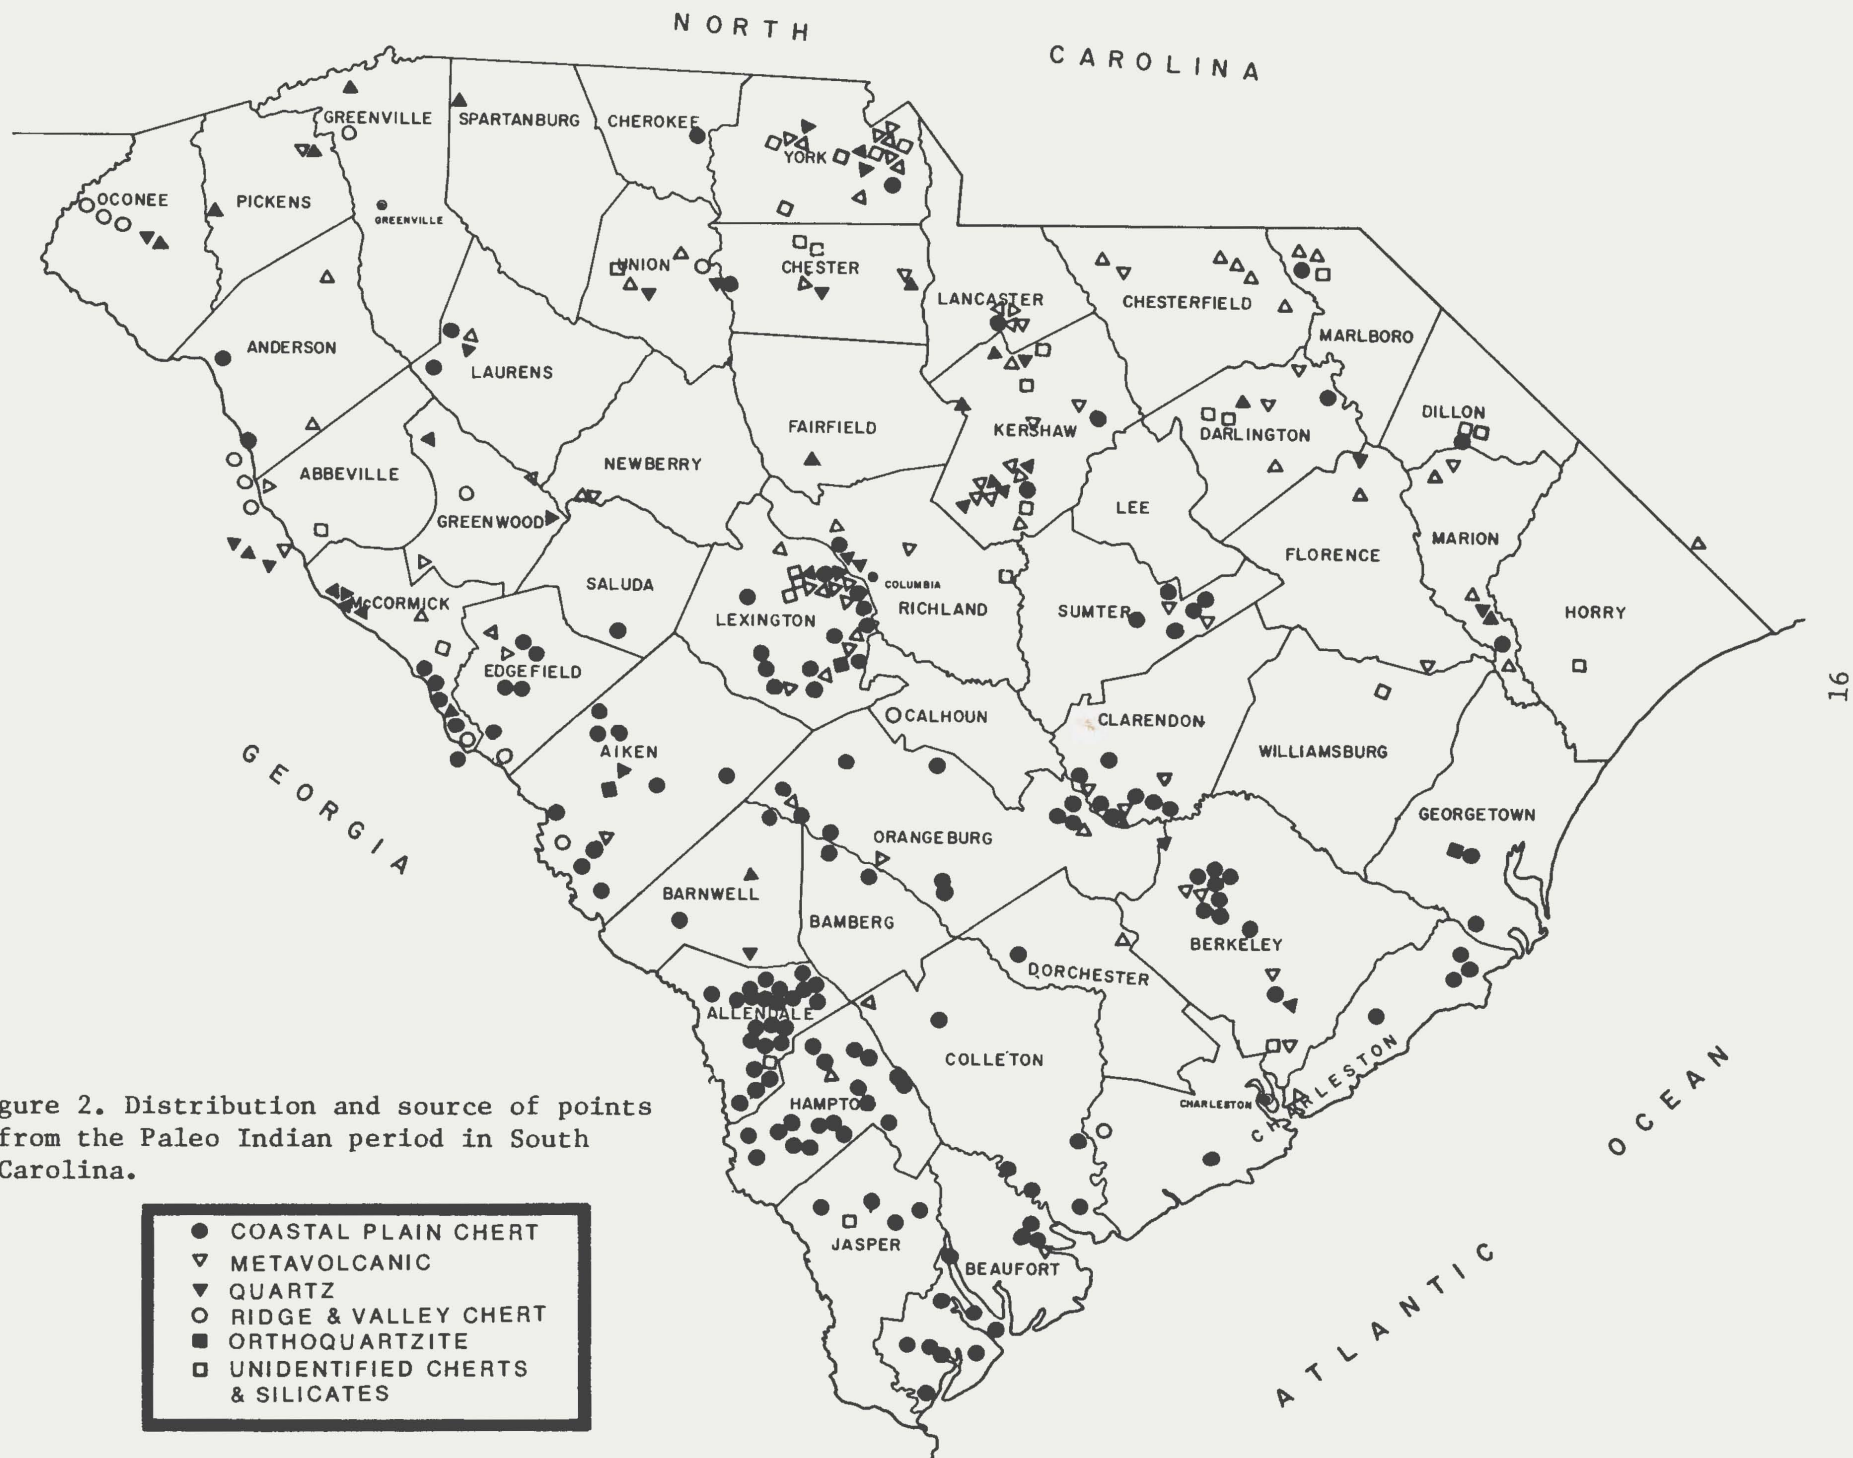 NORTH
CAROLINA
GREENVILLE
SPARTANBURG
CHEROKEE
YORK
OCONEE
PICKENS
GREENVILLE
UNION
CHESTER
LANCASTER
CHESTERFIELD
MARLBORO
ANDERSON
LAURENS
FAIRFIELD
KERSHAW
DARLINGTON
DILLON
ABBEVILLE
NEWBERRY
GREENWOOD
LEE
FLORENCE
MARION
SALUDA
COLUMBIA
McCORMICK
LEXINGTON
RICHLAND
SUMTER
HORRY
EDGEFIELD
16
AIKEN
CALHOUN
CLARENDON
WILLIAMSBURG
GEORGIA
ORANGEBURG
GEORGETOWN
BARNWELL
BAMBERG
BERKELEY
DORCHESTER
ALLENDALE
COLLETON
CHARLESTON
HAMPTO
CHARLESTON
JASPER
BEAUFORT
ATLANTIC OCEAN
gure 2. Distribution and source of points
from the Paleo Indian period in South
Carolina.
COASTAL PLAIN CHERT
METAVOLCANIC
QUARTZ
RIDGE & VALLEY CHERT
ORTHOQUARTZITE
UNIDENTIFIED CHERTS
& SILICATES